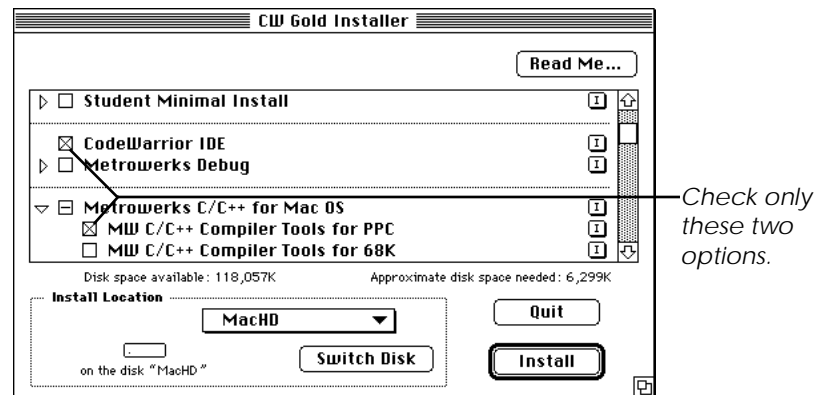 CW Gold Installer
Read Me...
Student Minimal Install
CodeWarrior IDE
Metrowerks Debug
Metrowerks C/C++ for Mac OS
MW C/C++ Compiler Tools for PPC
MW C/C++ Compiler Tools for 68K
Disk space available: 118,057K Approximate disk space needed: 6,299K
Install Location
MacHD
Quit
on the disk “MacHD”
Switch Disk
Install
Check only
these two
options.